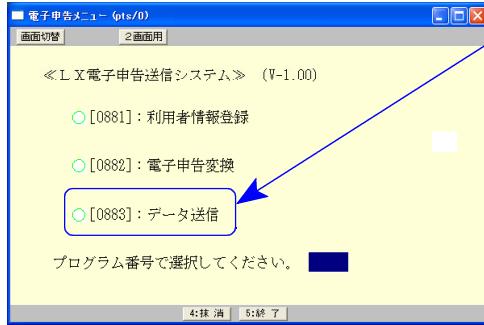 電子申告メニュー (pts/0)
画面切替 2画面用
≪ＬＸ電子申告送信システム≫ (V-1.00)
○[0881]：利用者情報登録
○[0882]：電子申告変換
○[0883]：データ送信
プログラム番号で選択してください。
4:抹 消 5:終 了